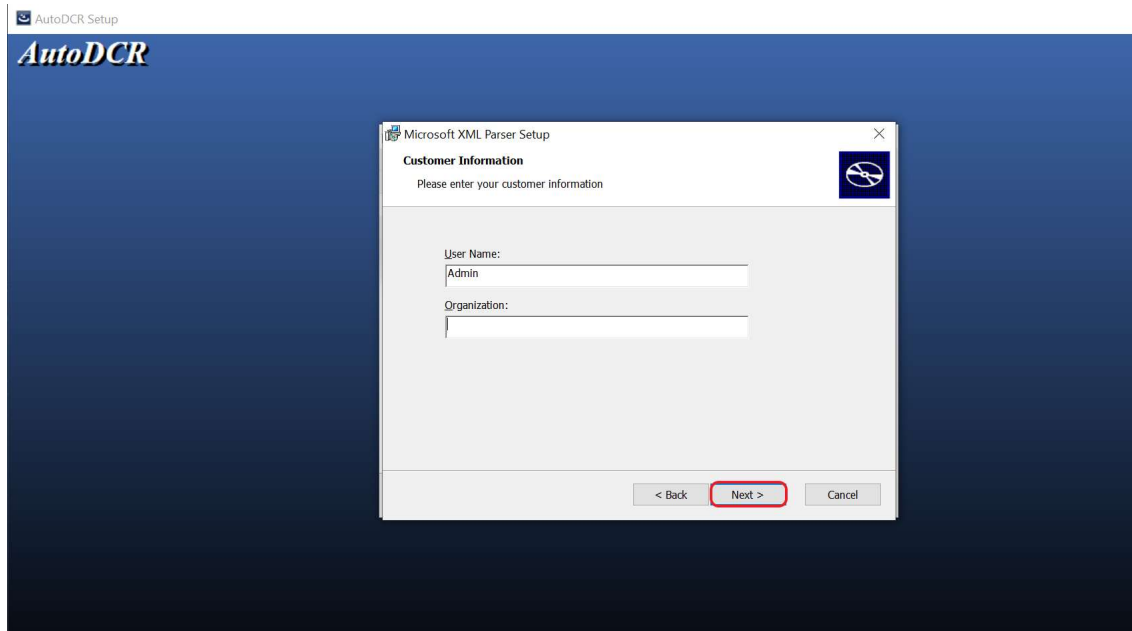 AutoDCR Setup
AutoDCR
Microsoft XML Parser Setup
Customer Information
Please enter your customer information
User Name:
Admin
Organization:
< Back Next > Cancel